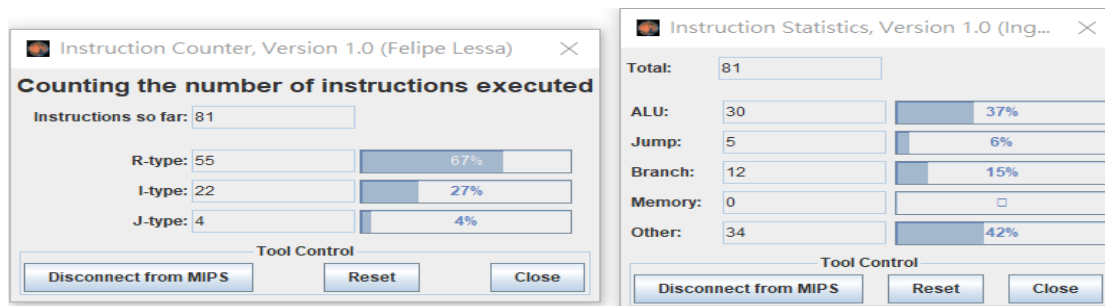 Instruction Counter, Version 1.0 (Felipe Lessa)
Counting the number of instructions executed
Instructions so far: 81
R-type: 55 67%
I-type: 22 27%
J-type: 4 4%
Tool Control
Disconnect from MIPS Reset Close
Instruction Statistics, Version 1.0 (Ing...
Total: 81
ALU: 30 37%
Jump: 5 6%
Branch: 12 15%
Memory: 0
Other: 34 42%
Tool Control
Disconnect from MIPS Reset Close